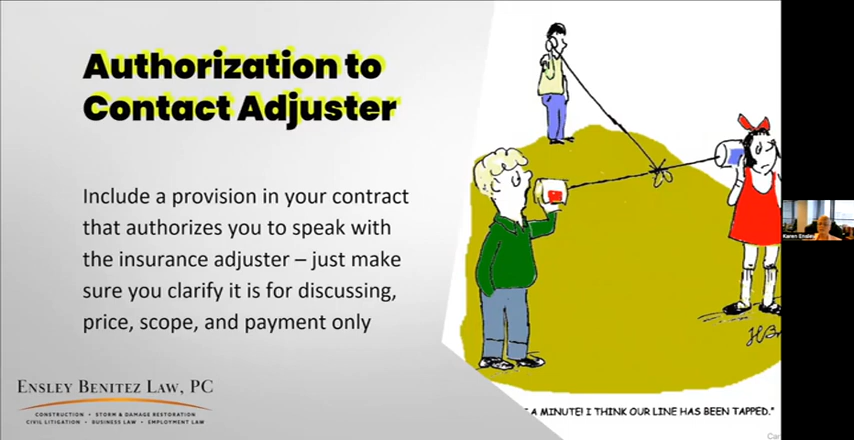 Authorization to
Contact Adjuster
Include a provision in your contract
that authorizes you to speak with
the insurance adjuster – just make
sure you clarify it is for discussing,
price, scope, and payment only
ENSLEY BENITEZ LAW, PC
CONSTRUCTION • STORM & DAMAGE RESTORATION
CIVIL LITIGATION • BUSINESS LAW • EMPLOYMENT LAW
A MINUTE! I THINK OUR LINE HAS BEEN TAPPED."
Karen Ensley